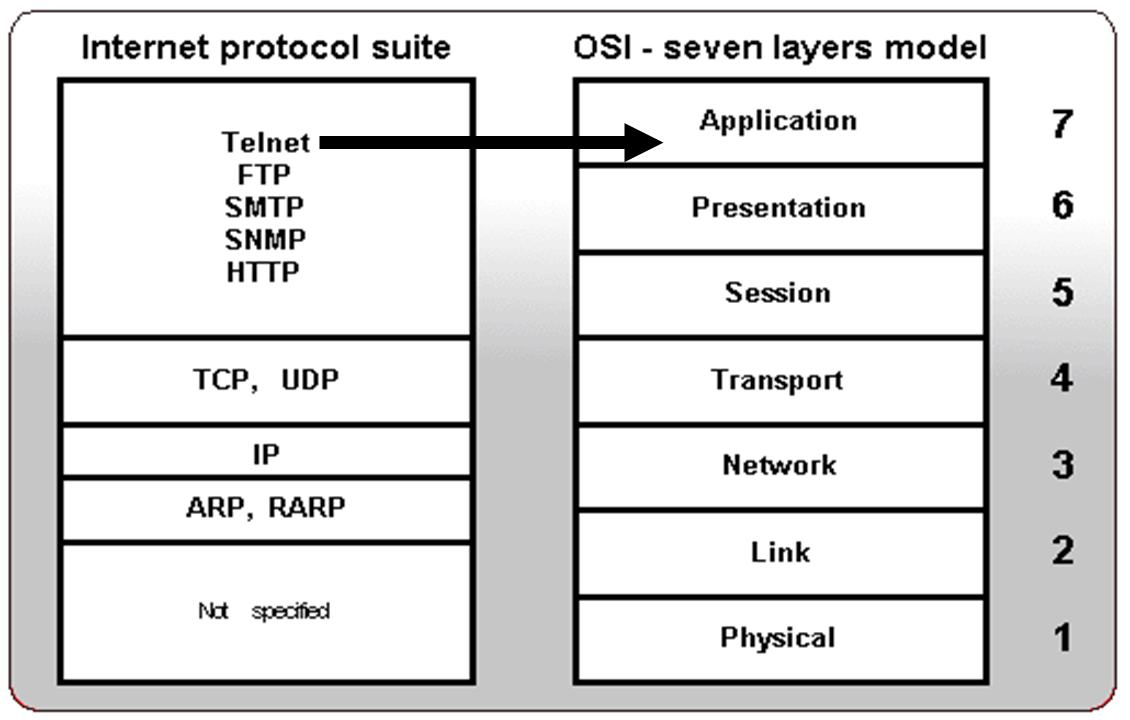 Internet protocol suite
Telnet
FTP
SMTP
SNMP
HTTP
TCP, UDP
IP
ARP, RARP
Not specified
OSI - seven layers model
Application 7
Presentation 6
Session 5
Transport 4
Network 3
Link 2
Physical 1